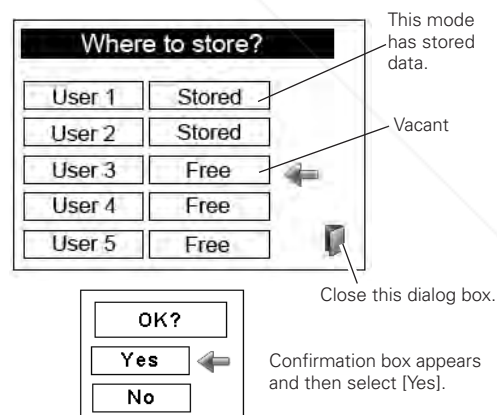 This mode
has stored
data.
Where to store?
User 1 Stored
User 2 Stored
Vacant
User 3 Free
User 4 Free
User 5 Free
Close this dialog box.
OK?
Yes
No
Confirmation box appears
and then select [Yes].